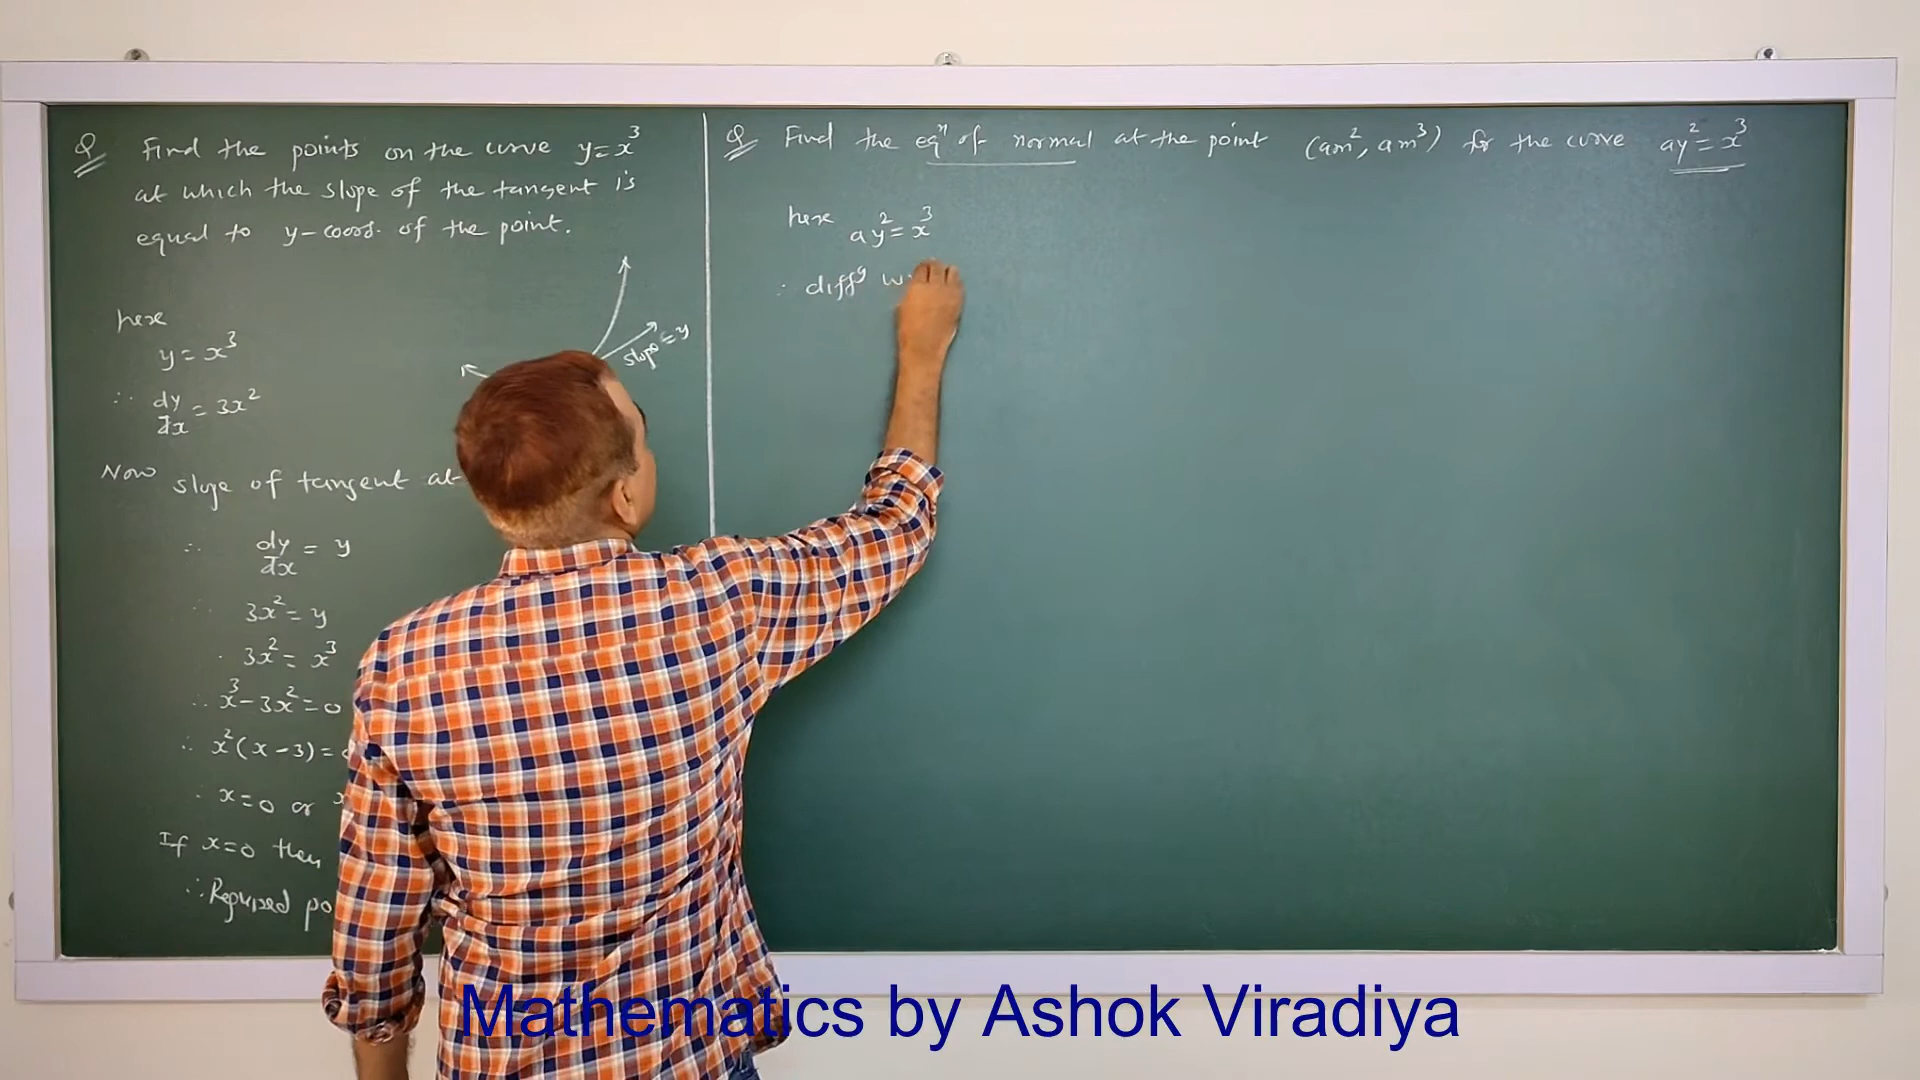 Q Find the points on the curve y = x³
at which the slope of the tangent is
equal to y-coord. of the point.
slope = y
here
y = x³
∴ dy/dx = 3x²
Now slope of tangent at
∴ dy/dx = y
∴ 3x² = y
∴ 3x² = x³
∴ x³ - 3x² = 0
∴ x²(x - 3) =
∴ x = 0 or
If x = 0 then
∴ Required po
Q Find the eqⁿ of normal at the point (am², am³) for the curve ay² = x³
here ay² = x³
∴ diffg w.
Mathematics by Ashok Viradiya